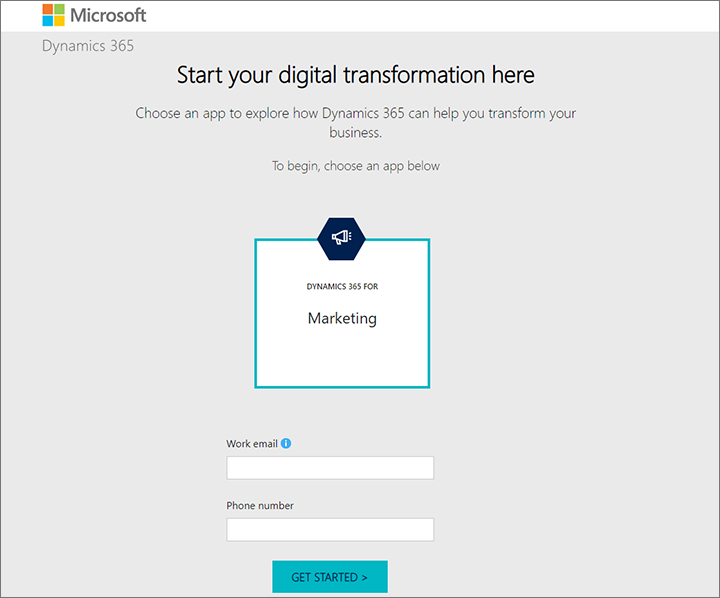 Microsoft
Dynamics 365
Start your digital transformation here
Choose an app to explore how Dynamics 365 can help you transform your
business.
To begin, choose an app below
DYNAMICS 365 FOR
Marketing
Work email
Phone number
GET STARTED >